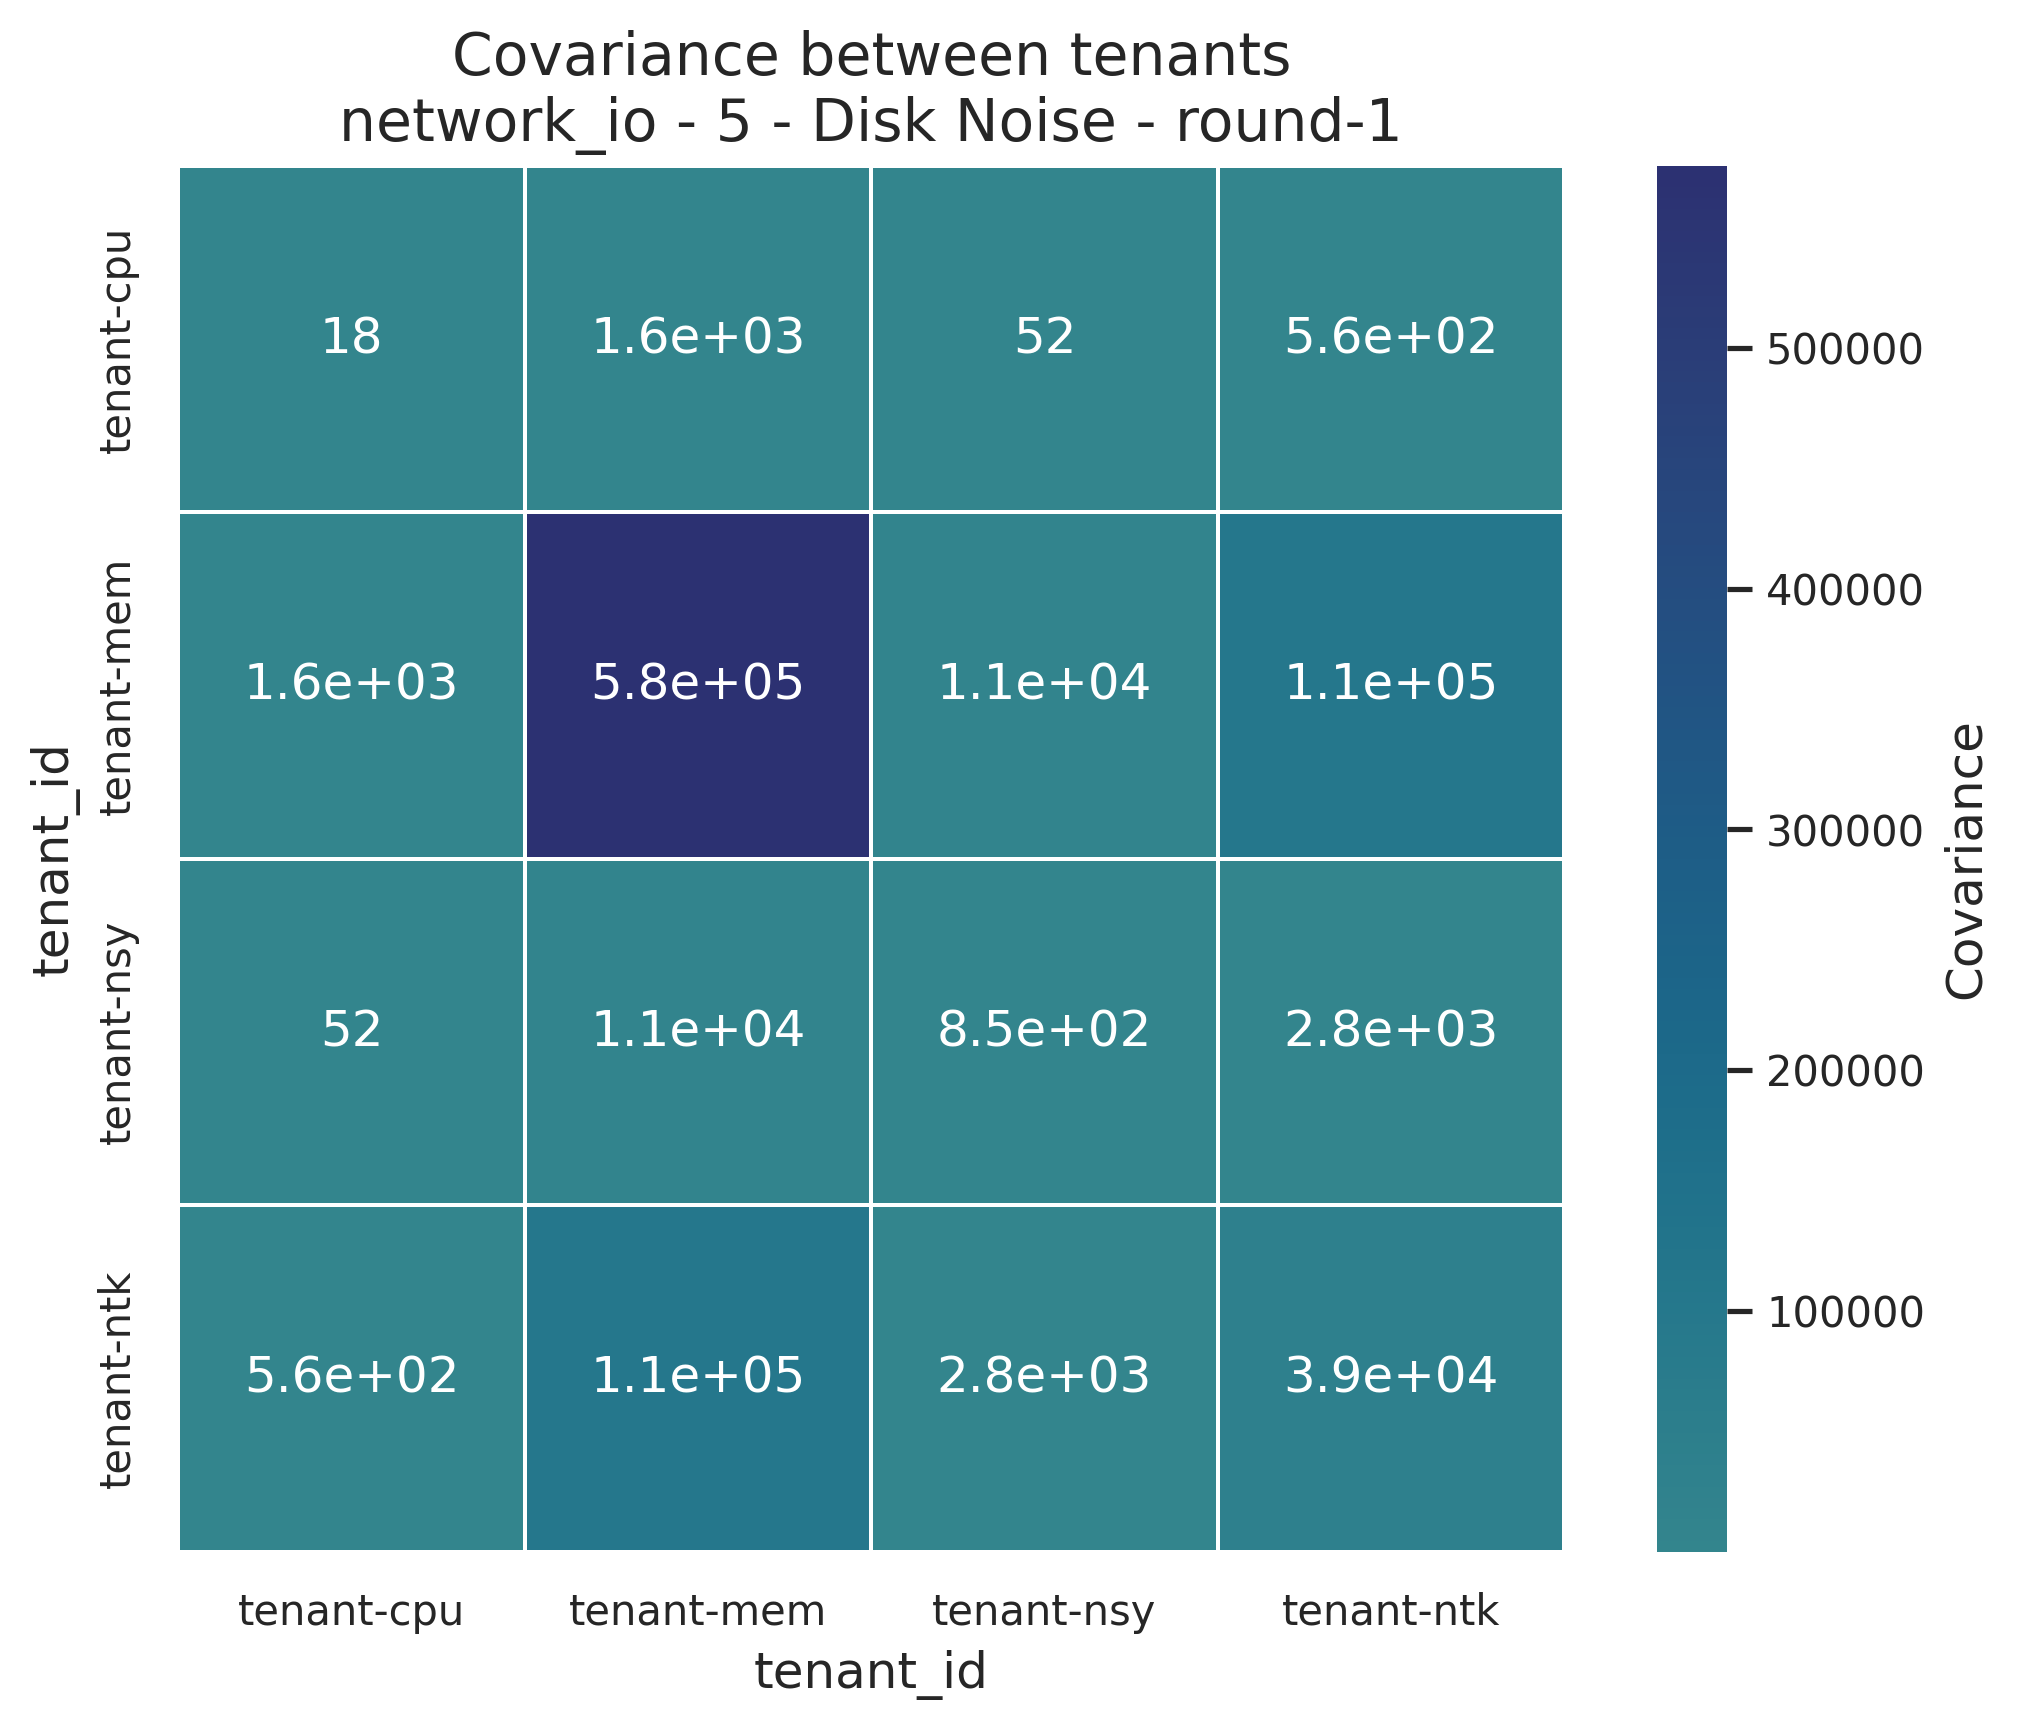 Covariance between tenants
network_io - 5 - Disk Noise - round-1
tenant_id
tenant-cpu
18 1.6e+03 52 5.6e+02
tenant-mem
1.6e+03 5.8e+05 1.1e+04 1.1e+05
tenant-nsy
52 1.1e+04 8.5e+02 2.8e+03
tenant-ntk
5.6e+02 1.1e+05 2.8e+03 3.9e+04
tenant-cpu tenant-mem tenant-nsy tenant-ntk
tenant_id
500000
400000
300000
200000
100000
Covariance